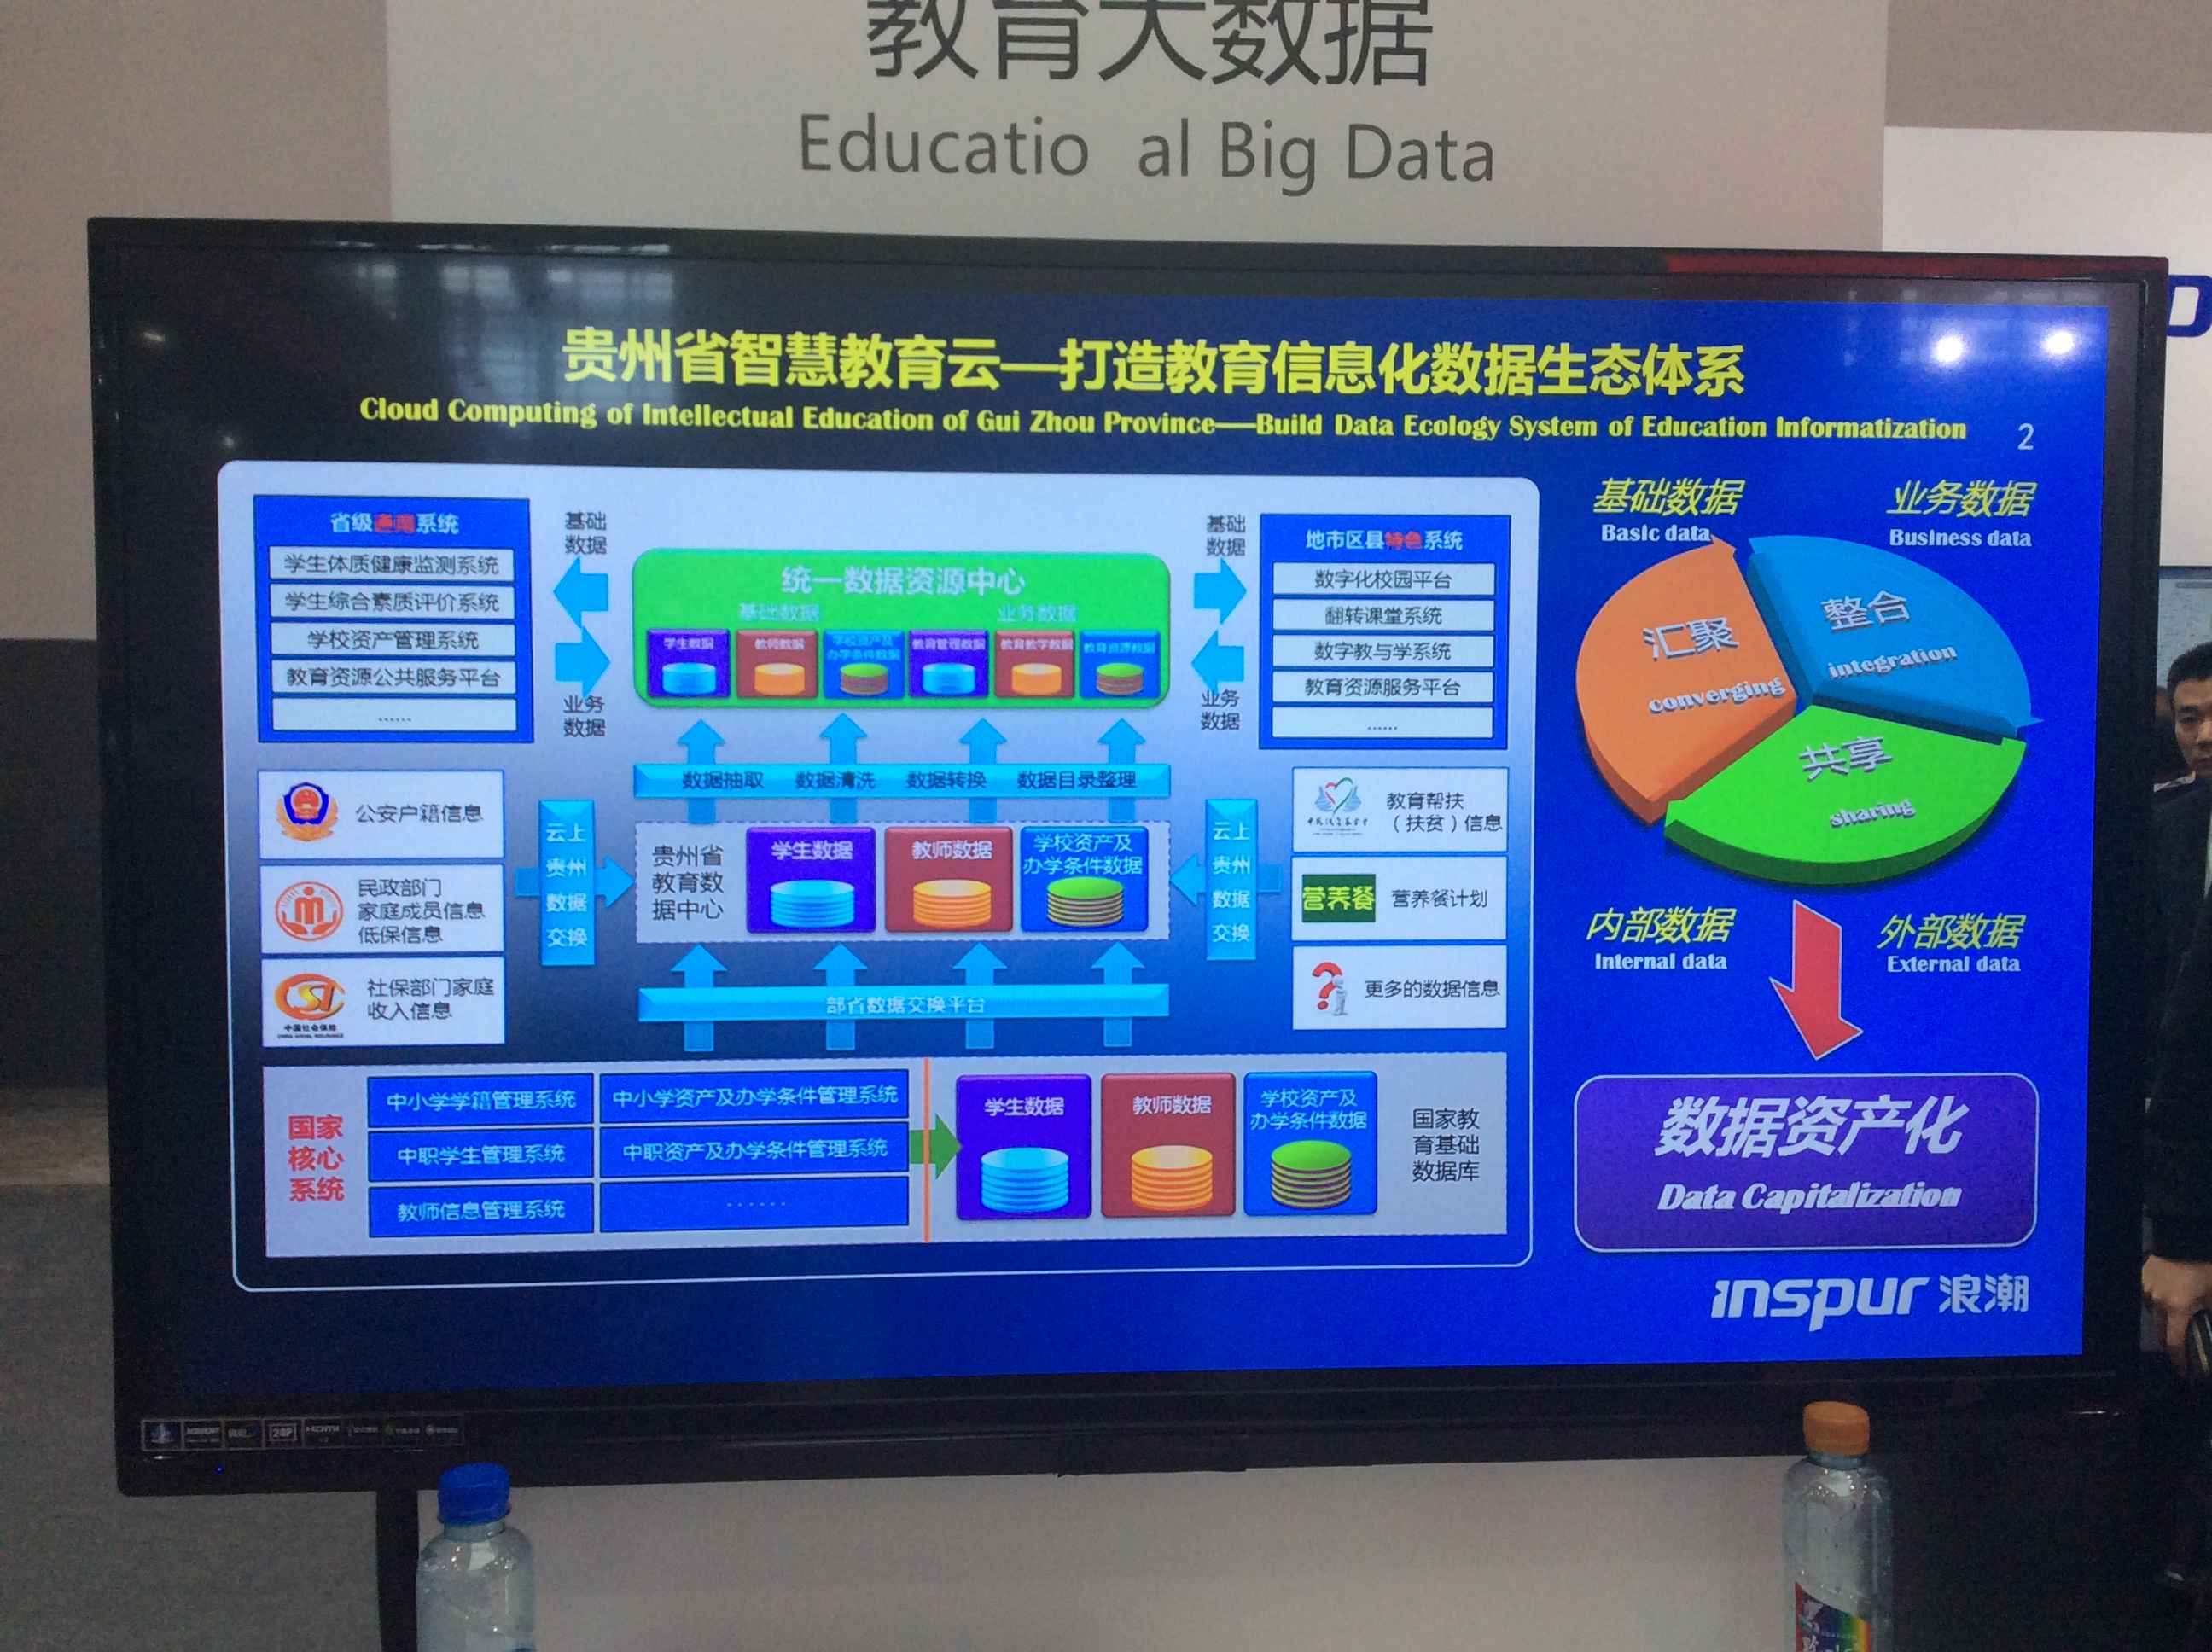 教育大数据
Educatio al Big Data
贵州省智慧教育云—打造教育信息化数据生态体系
Cloud Computing of Intellectual Education of Gui Zhou Province——Build Data Ecology System of Education Informatization
2
省级通用系统
学生体质健康监测系统
学生综合素质评价系统
学校资产管理系统
教育资源公共服务平台
......
基础
数据
业务
数据
统一数据资源中心
基础数据
业务数据
学生数据
教师数据
学校资产及
办学条件数据
教育管理数据
教育教学数据
教育资源数据
基础
数据
业务
数据
地市区县特色系统
数字化校园平台
翻转课堂系统
数字教与学系统
教育资源服务平台
......
数据抽取
数据清洗
数据转换
数据目录整理
公安户籍信息
民政部门
家庭成员信息
低保信息
中国社会保险
社保部门家庭
收入信息
云上
贵州
数据
交换
贵州省
教育数
据中心
学生数据
教师数据
学校资产及
办学条件数据
云上
贵州
数据
交换
教育帮扶
（扶贫）信息
营养餐
营养餐计划
?
更多的数据信息
部省数据交换平台
国家
核心
系统
中小学学籍管理系统
中小学资产及办学条件管理系统
中职学生管理系统
中职资产及办学条件管理系统
教师信息管理系统
......
学生数据
教师数据
学校资产及
办学条件数据
国家教
育基础
数据库
基础数据
Basic data
业务数据
Business data
汇聚
converging
整合
integration
共享
sharing
内部数据
Internal data
外部数据
External data
数据资产化
Data Capitalization
inspur 浪潮
24P